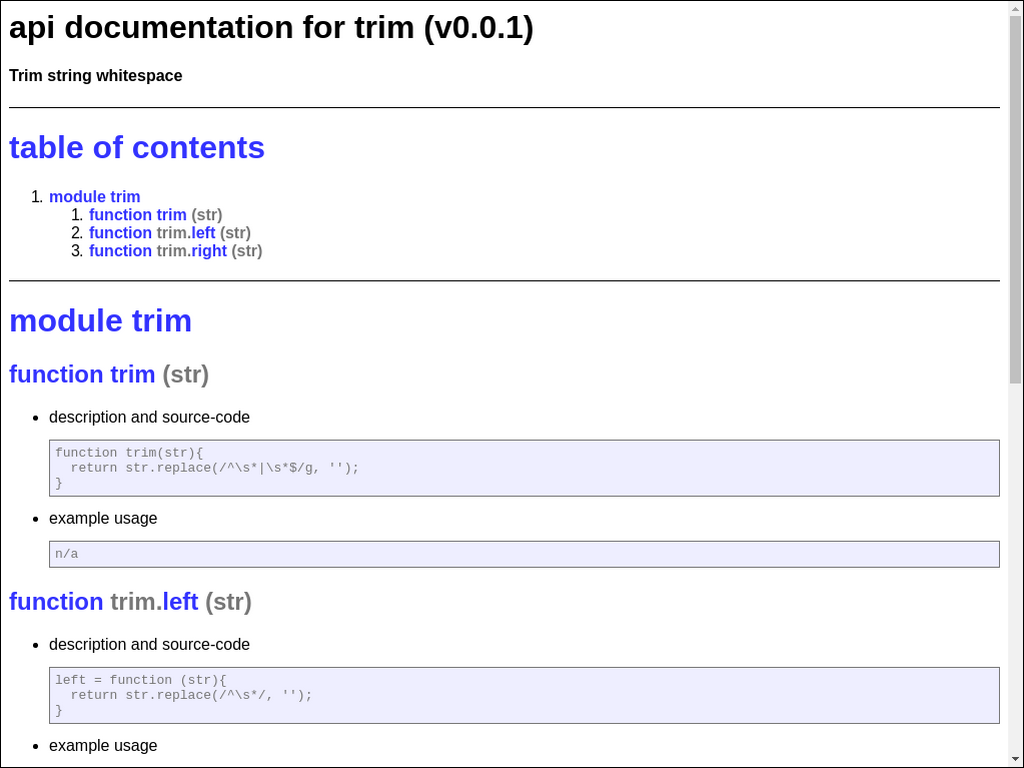 api documentation for trim (v0.0.1)
Trim string whitespace
table of contents
1. module trim
1. function trim (str)
2. function trim.left (str)
3. function trim.right (str)
module trim
function trim (str)
• description and source-code
function trim(str){
  return str.replace(/^\s*|\s*$/g, '');
}
• example usage
n/a
function trim.left (str)
• description and source-code
left = function (str){
  return str.replace(/^\s*/, '');
}
• example usage